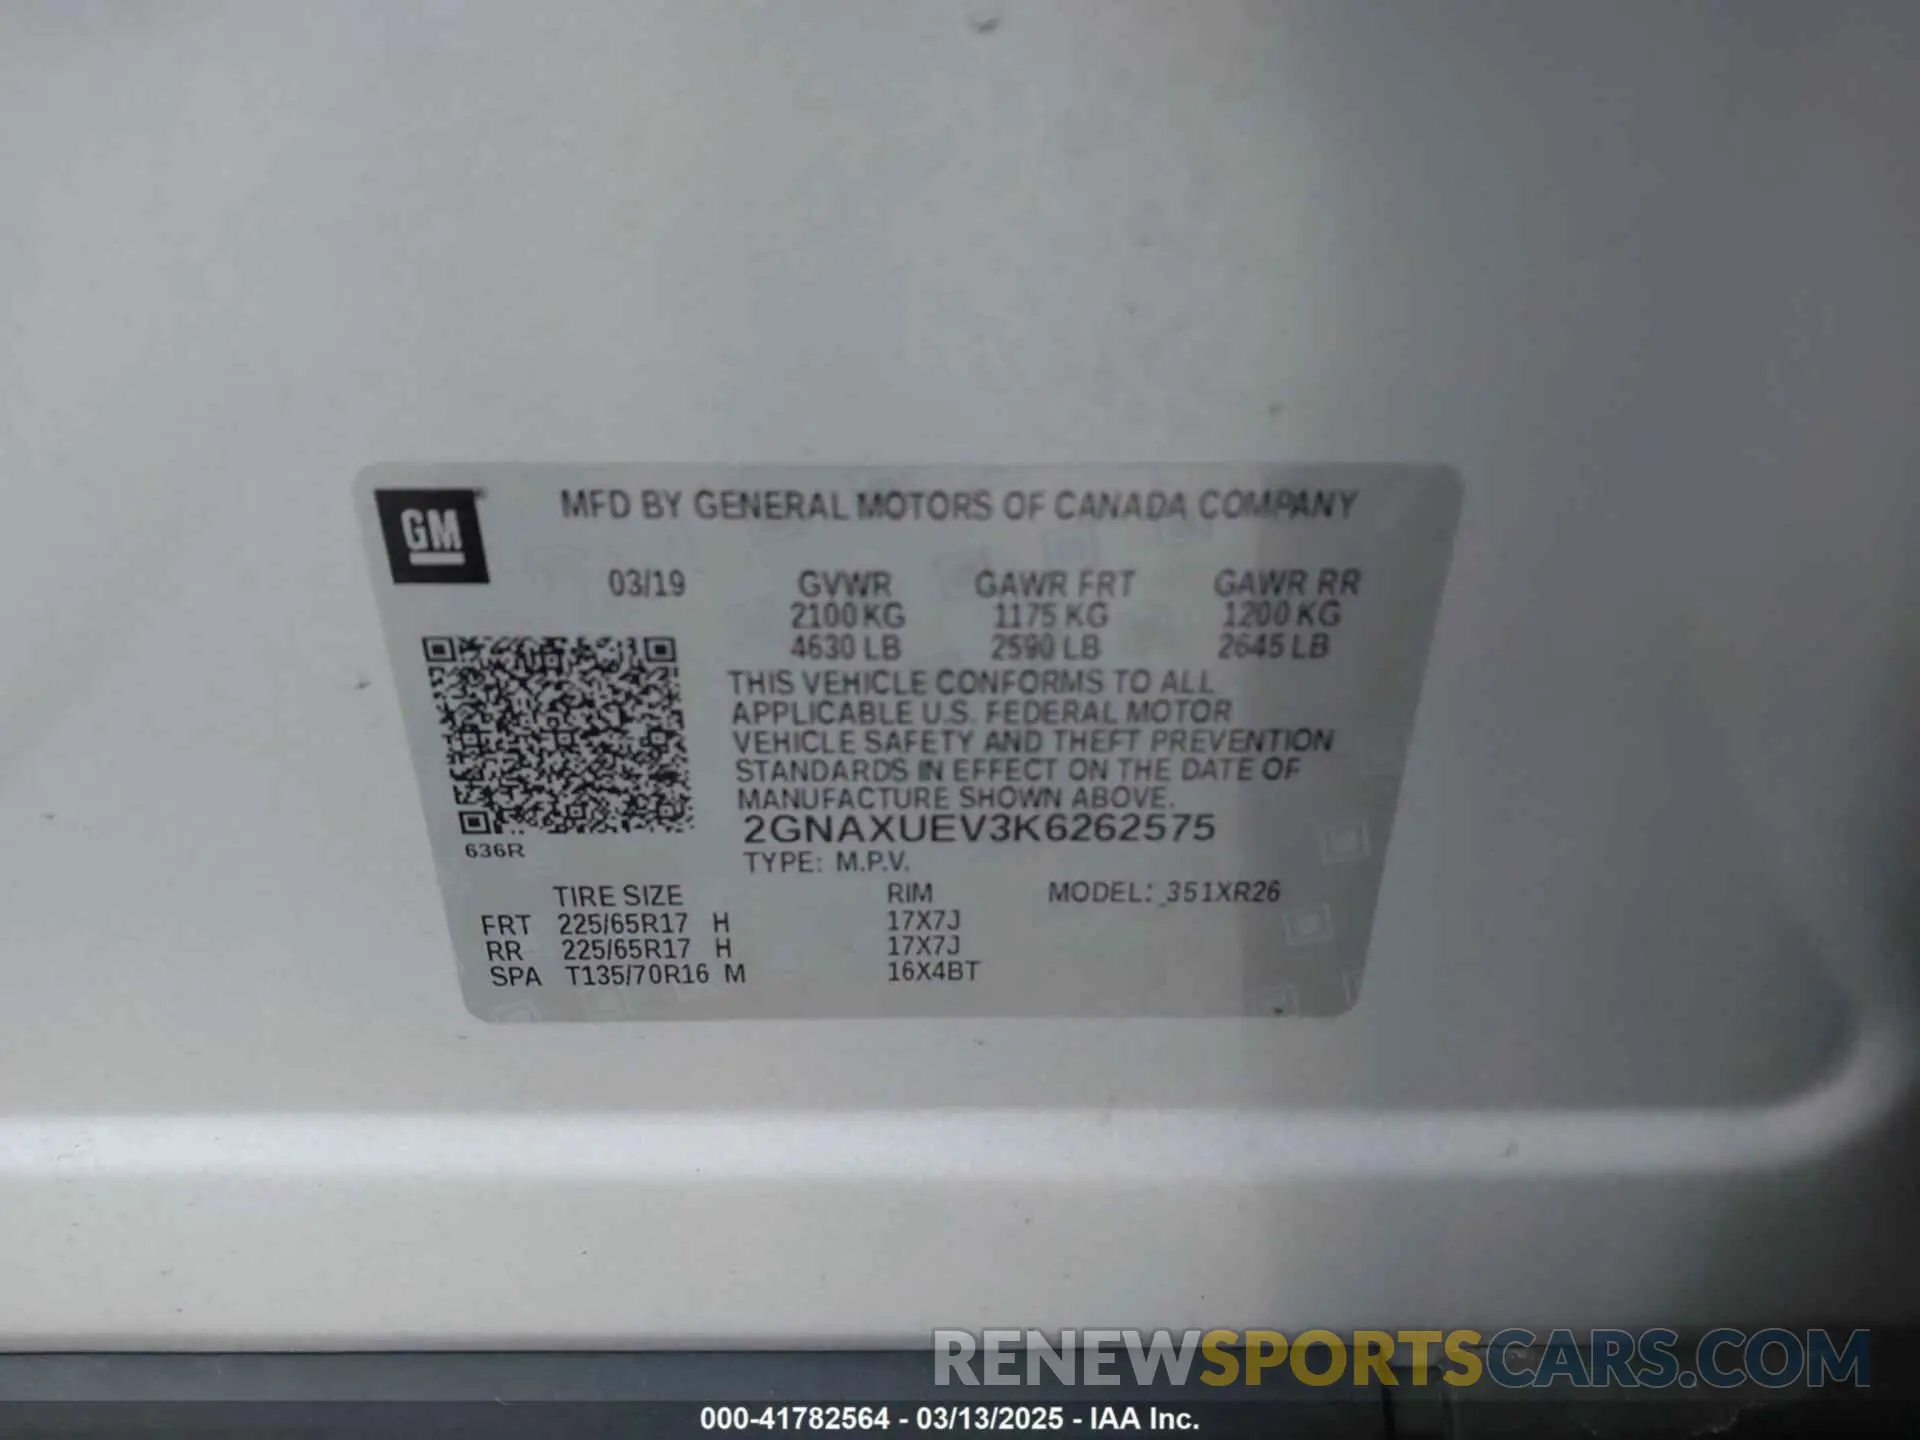 GM
MFD BY GENERAL MOTORS OF CANADA COMPANY
03/19 GVWR GAWR FRT GAWR RR
2100 KG 1175 KG 1200 KG
4630 LB 2590 LB 2645 LB
THIS VEHICLE CONFORMS TO ALL
APPLICABLE U.S. FEDERAL MOTOR
VEHICLE SAFETY AND THEFT PREVENTION
STANDARDS IN EFFECT ON THE DATE OF
MANUFACTURE SHOWN ABOVE.
2GNAXUEV3K6262575
636R
TYPE: M.P.V.
TIRE SIZE RIM MODEL: _351XR26
FRT 225/65R17 H 17X7J
RR 225/65R17 H 17X7J
SPA T135/70R16 M 16X4BT
RENEWSPORTSCARS.COM
000-41782564 - 03/13/2025 - IAA Inc.